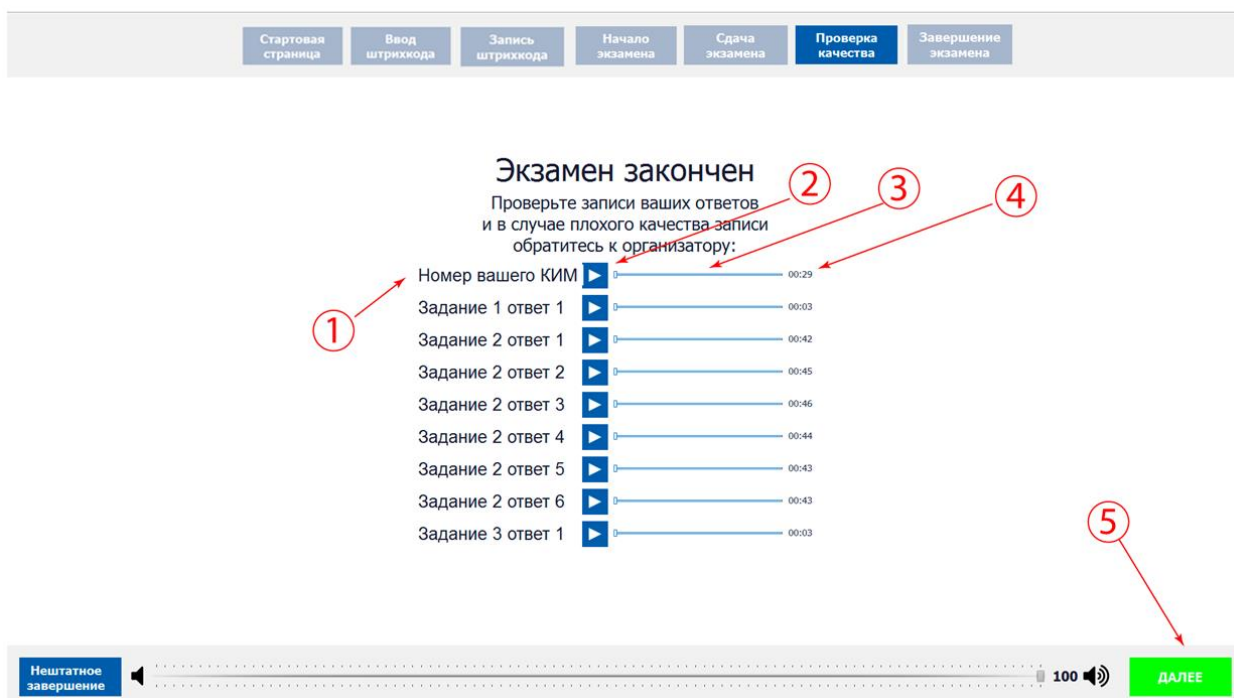 Стартовая страница
Ввод штрихкода
Запись штрихкода
Начало экзамена
Сдача экзамена
Проверка качества
Завершение экзамена
Экзамен закончен
Проверьте записи ваших ответов
и в случае плохого качества записи
обратитесь к организатору:
Номер вашего КИМ 00:29
Задание 1 ответ 1 00:03
Задание 2 ответ 1 00:42
Задание 2 ответ 2 00:45
Задание 2 ответ 3 00:46
Задание 2 ответ 4 00:44
Задание 2 ответ 5 00:43
Задание 2 ответ 6 00:43
Задание 3 ответ 1 00:03
1
2
3
4
5
Нештатное
завершение
100
ДАЛЕЕ